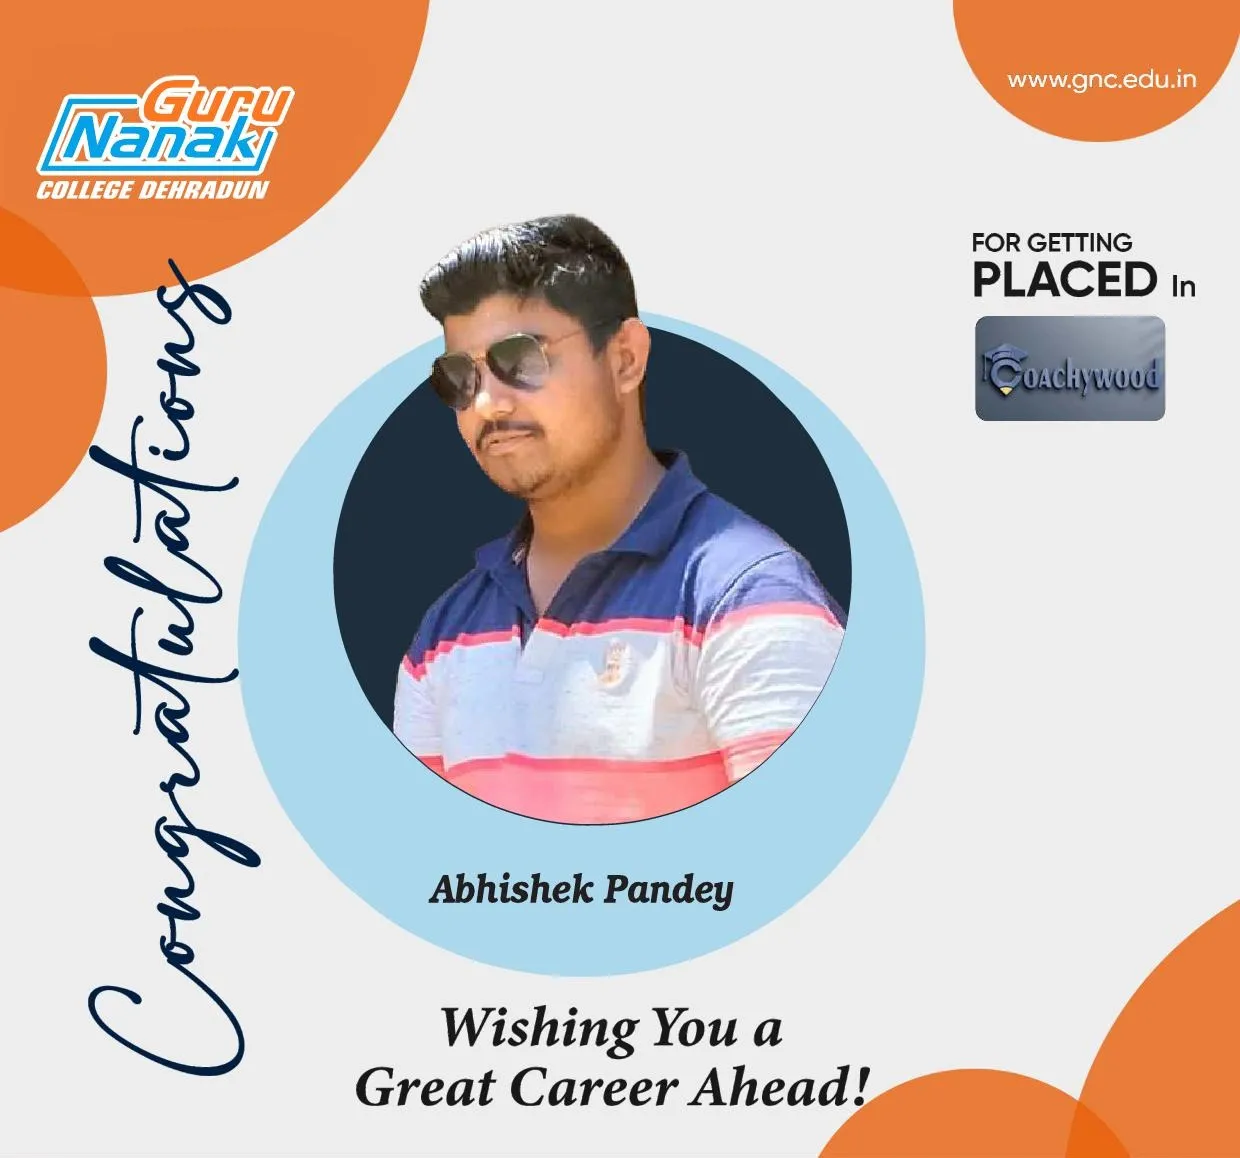 Guru
Nanak
COLLEGE DEHRADUN
www.gnc.edu.in
Congratulations
FOR GETTING
PLACED In
COACHYWOOD
Abhishek Pandey
Wishing You a
Great Career Ahead!